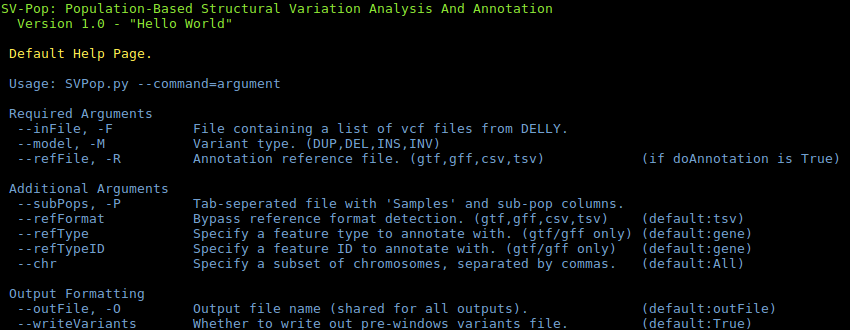 SV-Pop: Population-Based Structural Variation Analysis And Annotation
Version 1.0 - "Hello World"
Default Help Page.
Usage: SVPop.py --command=argument
Required Arguments
--inFile, -F File containing a list of vcf files from DELLY.
--model, -M Variant type. (DUP,DEL,INS,INV)
--refFile, -R Annotation reference file. (gtf,gff,csv,tsv) (if doAnnotation is True)
Additional Arguments
--subPops, -P Tab-seperated file with 'Samples' and sub-pop columns.
--refFormat Bypass reference format detection. (gtf,gff,csv,tsv) (default:tsv)
--refType Specify a feature type to annotate with. (gtf/gff only) (default:gene)
--refTypeID Specify a feature ID to annotate with. (gtf/gff only) (default:gene)
--chr Specify a subset of chromosomes, separated by commas. (default:All)
Output Formatting
--outFile, -O Output file name (shared for all outputs). (default:outFile)
--writeVariants Whether to write out pre-windows variants file. (default:True)